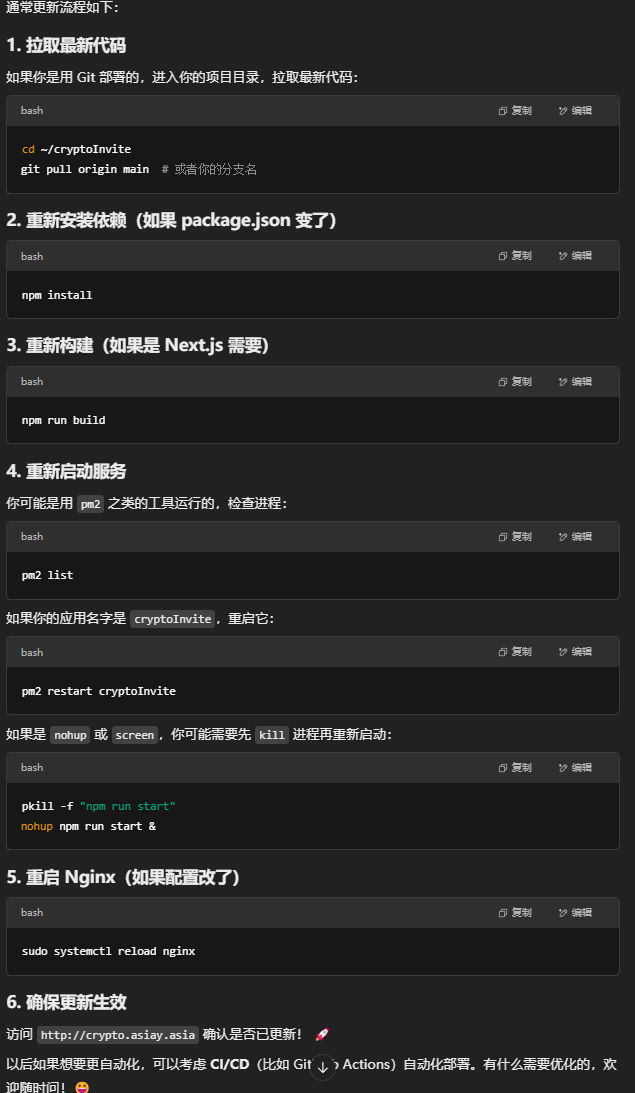 通常更新流程如下：
1. 拉取最新代码
如果你是用 Git 部署的，进入你的项目目录，拉取最新代码：
bash 复制 编辑
cd ~/cryptoInvite
git pull origin main # 或者你的分支名
2. 重新安装依赖（如果 package.json 变了）
bash 复制 编辑
npm install
3. 重新构建（如果是 Next.js 需要）
bash 复制 编辑
npm run build
4. 重新启动服务
你可能是用 pm2 之类的工具运行的，检查进程：
bash 复制 编辑
pm2 list
如果你的应用名字是 cryptoInvite，重启它：
bash 复制 编辑
pm2 restart cryptoInvite
如果是 nohup 或 screen，你可能需要先 kill 进程再重新启动：
bash 复制 编辑
pkill -f "npm run start"
nohup npm run start &
5. 重启 Nginx（如果配置改了）
bash 复制 编辑
sudo systemctl reload nginx
6. 确保更新生效
访问 http://crypto.asiay.asia 确认是否已更新！ 🚀
以后如果想要更自动化，可以考虑 CI/CD（比如 Git Actions）自动化部署。有什么需要优化的，欢
迎随时问！😄